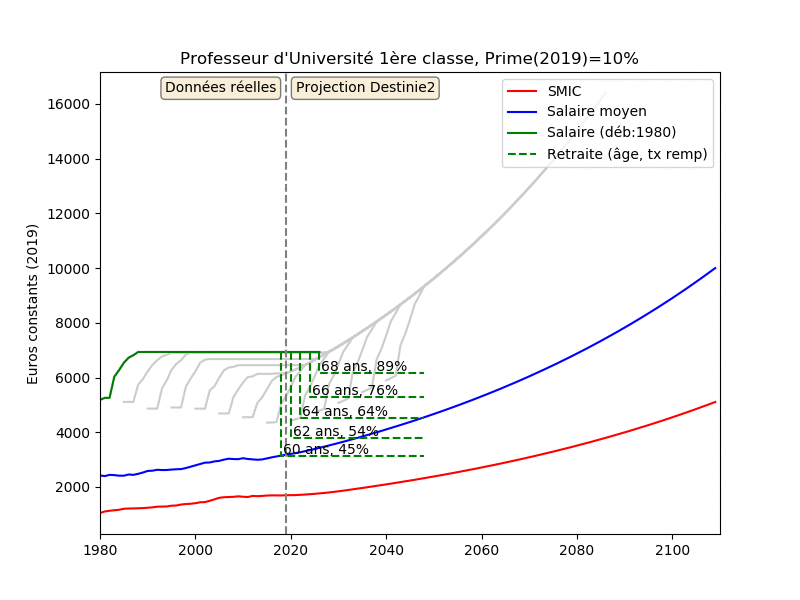 Professeur d'Université 1ère classe, Prime(2019)=10%
Données réelles
Projection Destinie2
SMIC
Salaire moyen
Salaire (déb:1980)
Retraite (âge, tx remp)
Euros constants (2019)
16000
14000
12000
10000
8000
6000
4000
2000
68 ans, 89%
66 ans, 76%
64 ans, 64%
62 ans, 54%
60 ans, 45%
1980 2000 2020 2040 2060 2080 2100